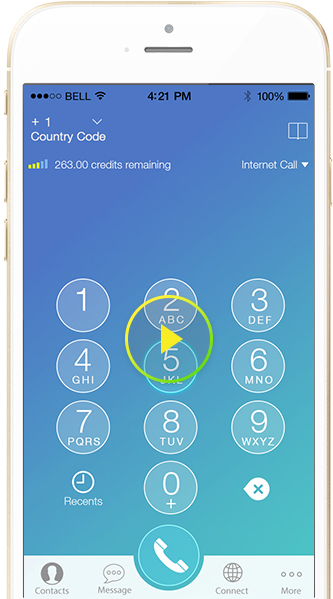 BELL 4:21 PM 100%
+ 1
Country Code
263.00 credits remaining Internet Call
1 2 3
ABC DEF
4 5 6
GHI JKL MNO
7 8 9
PQRS TUV WXYZ
0
+
Recents
Contacts Message Connect More